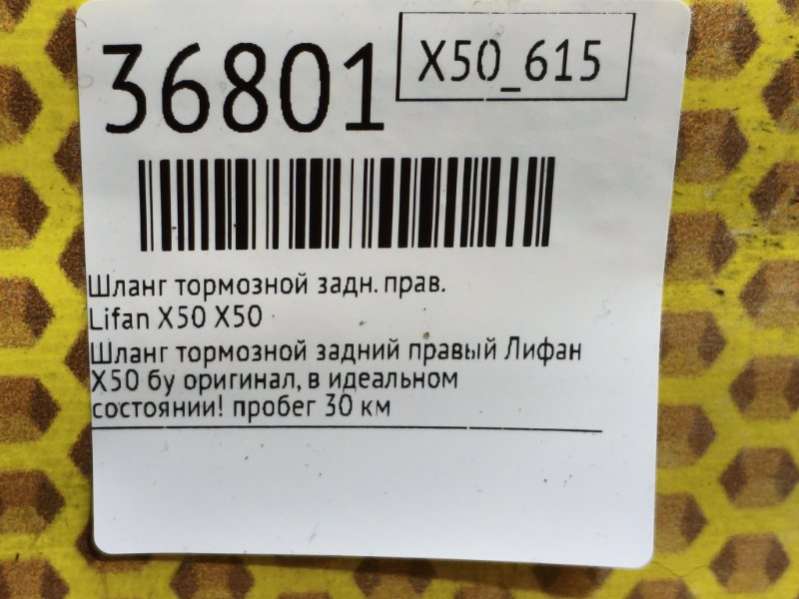 36801
X50_615
Шланг тормозной задн. прав.
Lifan X50 X50
Шланг тормозной задний правый Лифан
X50 бу оригинал, в идеальном
состоянии! пробег 30 км